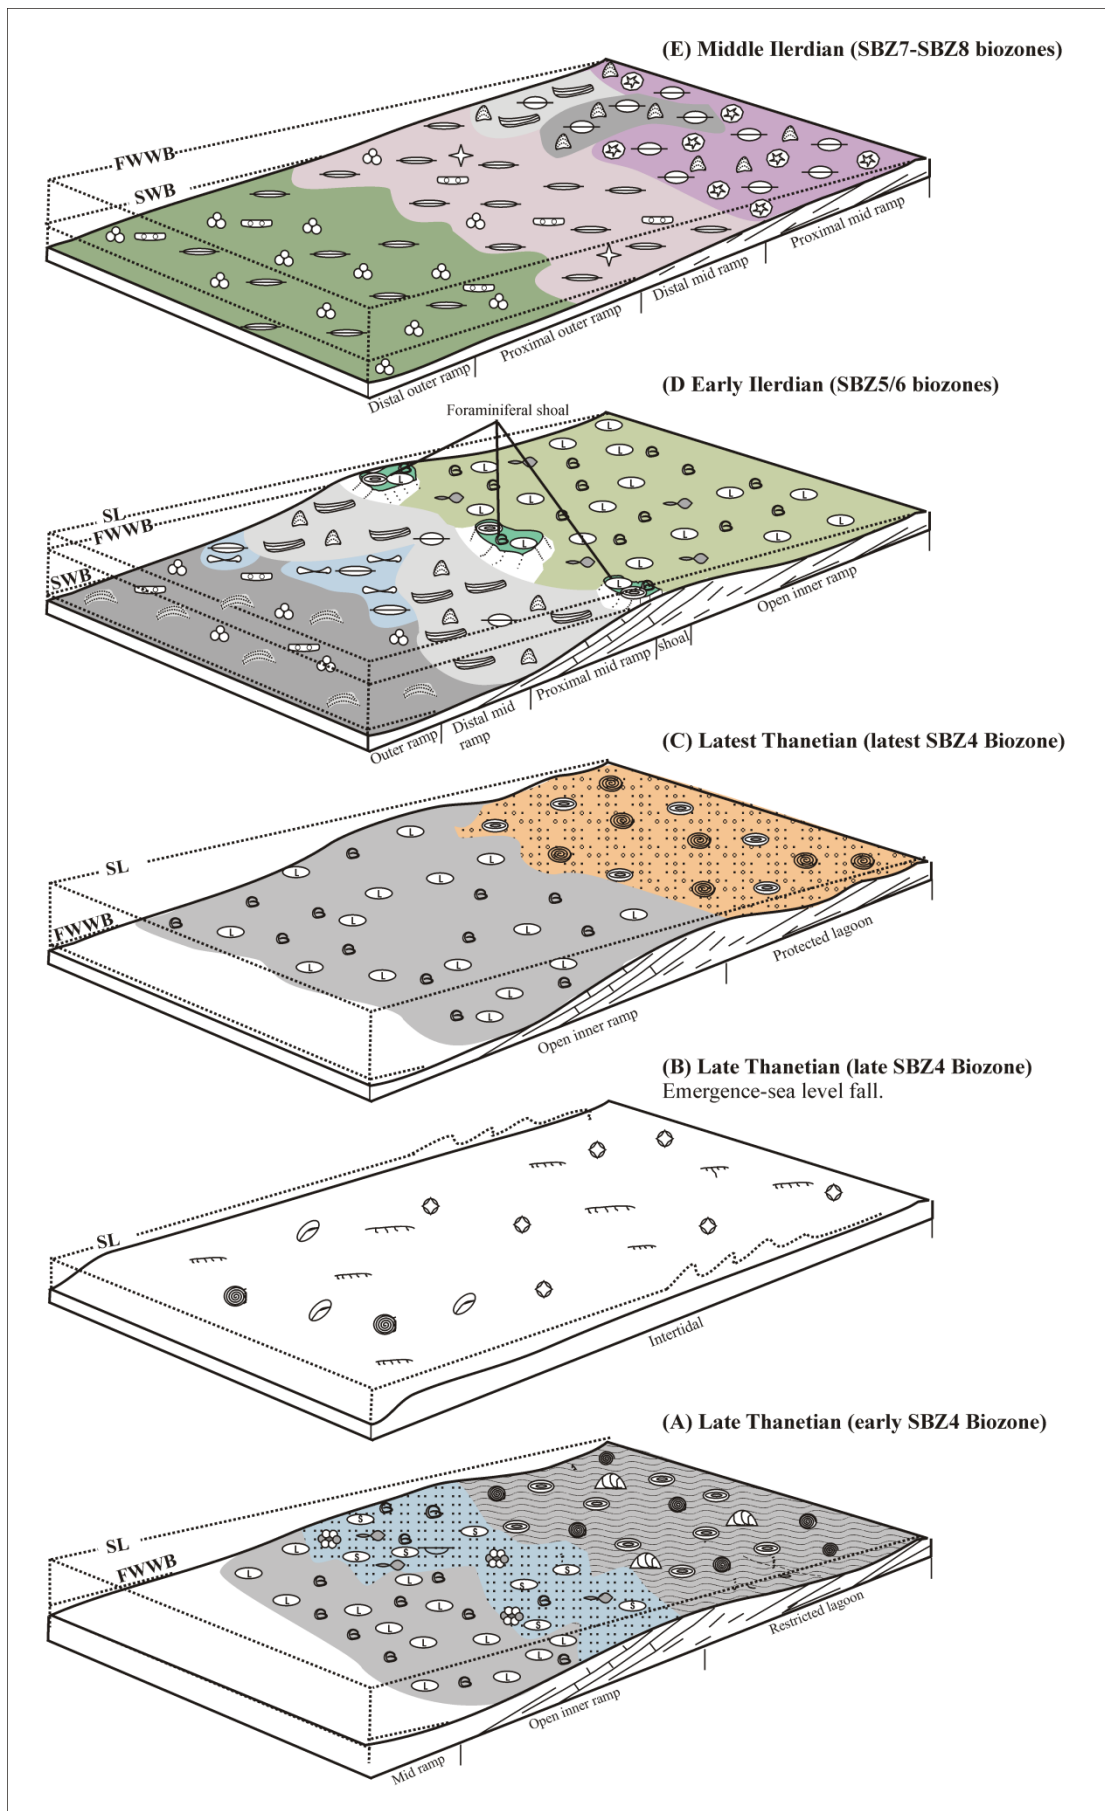 (E) Middle Ilerdian (SBZ7-SBZ8 biozones)
FWWB
SWB
Proximal mid ramp
Distal mid ramp
Proximal outer ramp
Distal outer ramp
(D Early Ilerdian (SBZ5/6 biozones)
Foraminiferal shoal
SL
FWWB
SWB
L L L L L L L L L L L L L L L L L L
Open inner ramp
shoal
Proximal mid ramp
Distal mid
ramp
Outer ramp
(C) Latest Thanetian (latest SBZ4 Biozone)
SL
FWWB
L L L L L L L L L L L L L L
Protected lagoon
Open inner ramp
(B) Late Thanetian (late SBZ4 Biozone)
Emergence-sea level fall.
SL
Intertidal
(A) Late Thanetian (early SBZ4 Biozone)
SL
FWWB
S S S S S S S S
L L L L L L L L L L L L L
Restricted lagoon
Open inner ramp
Mid ramp